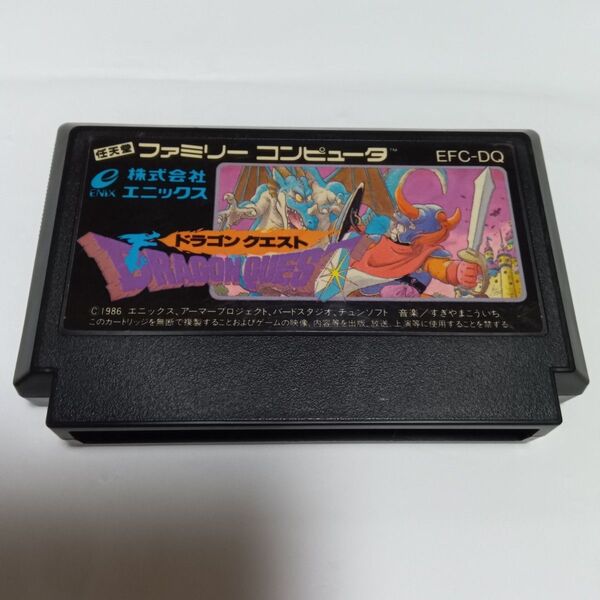 任天堂 ファミリー コンピュータ™ EFC-DQ
e ENIX 株式会社 エニックス
ドラゴン クエスト
DRAGON QUEST
©1986 エニックス、アーマープロジェクト、バードスタジオ、チュンソフト 音楽/すぎやまこういち
このカートリッジを無断で複製することおよびゲームの映像、内容等を出版、放送、上演等に使用することを禁ずる。